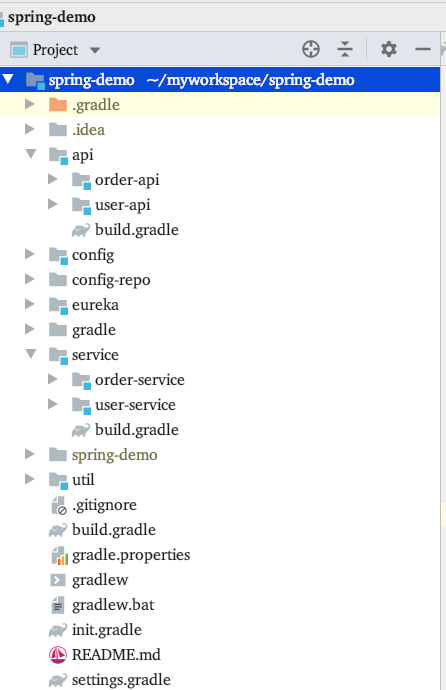 spring-demo
Project
spring-demo ~/myworkspace/spring-demo
.gradle
.idea
api
order-api
user-api
build.gradle
config
config-repo
eureka
gradle
service
order-service
user-service
build.gradle
spring-demo
util
.gitignore
build.gradle
gradle.properties
gradlew
gradlew.bat
init.gradle
README.md
settings.gradle